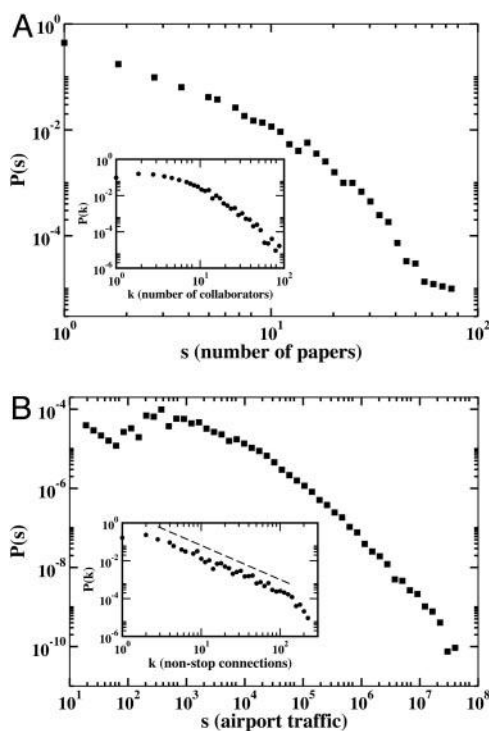 A
10^0
10^-2
10^-4
P(s)
10^0
10^-2
10^-4
10^-6
P(k)
10^0 10^1 10^2
k (number of collaborators)
10^0 10^1 10^2
s (number of papers)
B
10^-4
10^-6
10^-8
10^-10
P(s)
10^0
10^-2
10^-4
10^-6
P(k)
10^0 10^1 10^2
k (non-stop connections)
10^1 10^2 10^3 10^4 10^5 10^6 10^7 10^8
s (airport traffic)